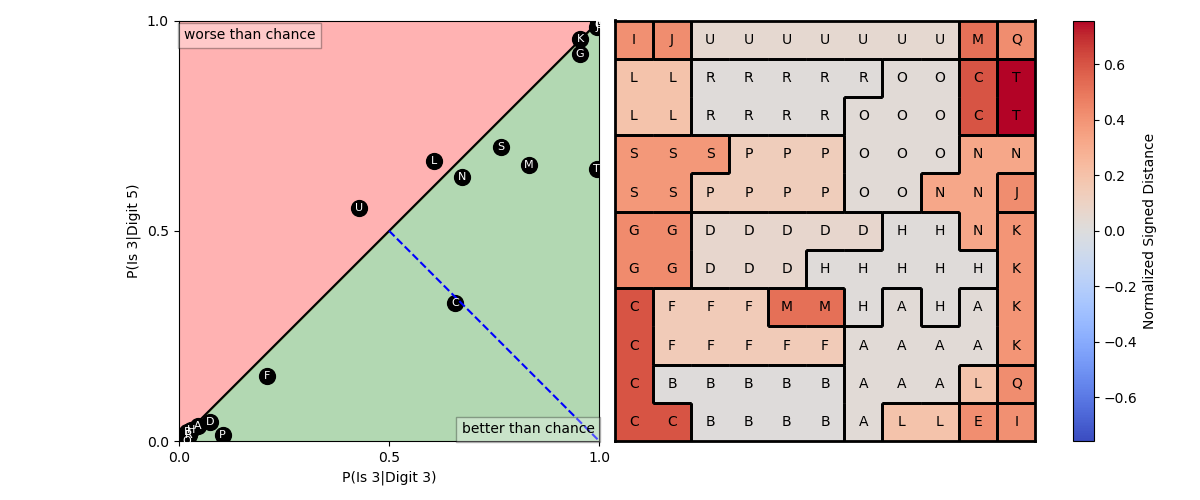 worse than chance
better than chance
1.0
0.5
0.0
0.0
0.5
1.0
P(Is 3|Digit 5)
P(Is 3|Digit 3)
K
G
L
S
M
N
T
U
C
F
D
A
H
P
I J U U U U U U U M Q
L L R R R R R O O C T
L L R R R R O O O C T
S S S P P P O O O N N
S S P P P P O O N N J
G G D D D D D H H N K
G G D D D H H H H H K
C F F F M M H A H A K
C F F F F F A A A A K
C B B B B B A A A L Q
C C B B B B A L L E I
0.6
0.4
0.2
0.0
−0.2
−0.4
−0.6
Normalized Signed Distance